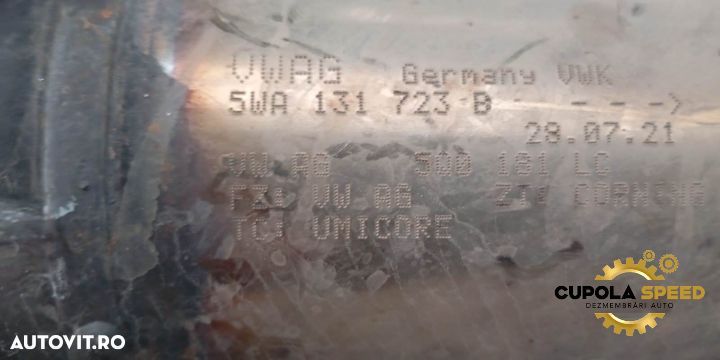 VWAG Germany VWK
5WA 131 723 B - - ->
28.07.21
VW AG 5Q0 181 LC
FZ: VW AG ZT: CORNING
TC: UMICORE
CUPOLA SPEED
DEZMEMBRĂRI AUTO
AUTOVIT.RO